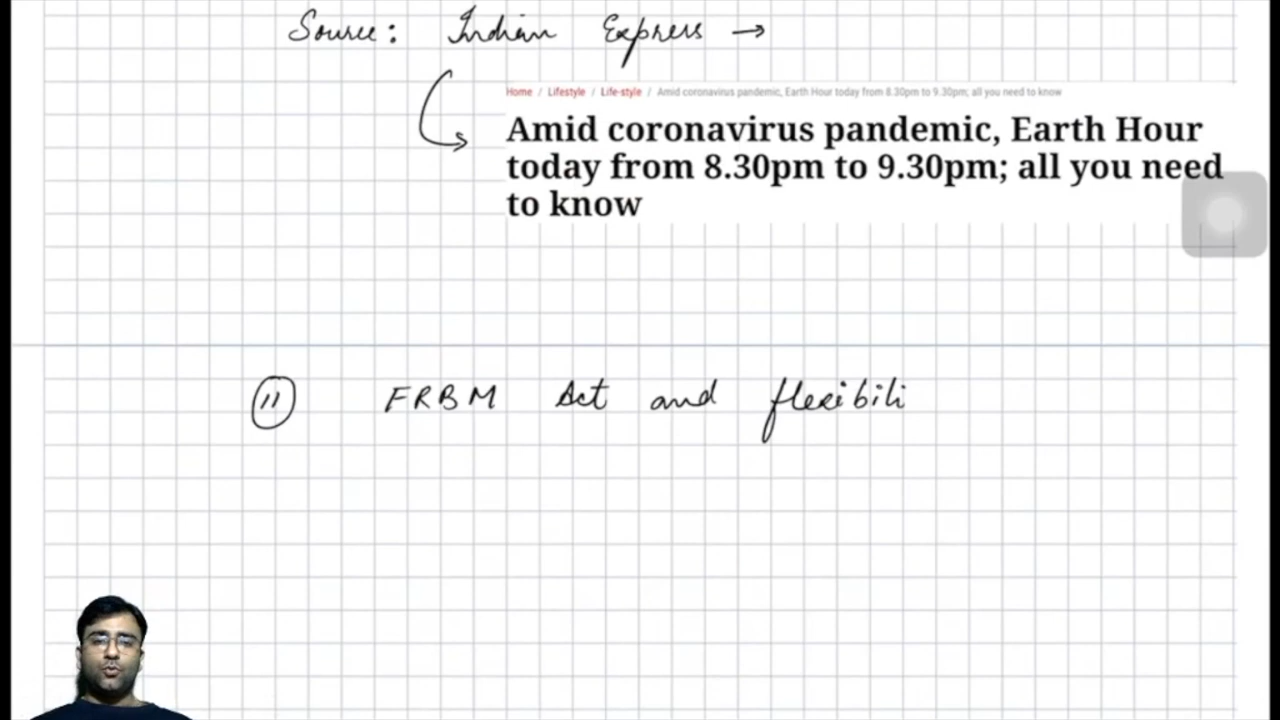 Source: Indian Express →
Home / Lifestyle / Life-style / Amid coronavirus pandemic, Earth Hour today from 8.30pm to 9.30pm; all you need to know
Amid coronavirus pandemic, Earth Hour
today from 8.30pm to 9.30pm; all you need
to know
11 FRBM Act and flexibili